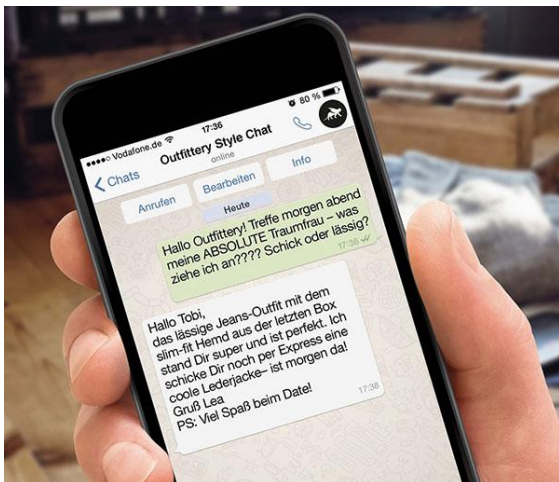 Vodafone.de 17:36 80 %
Chats Outfittery Style Chat
online
Anrufen Bearbeiten Info
Heute
Hallo Outfittery! Treffe morgen abend
meine ABSOLUTE Traumfrau – was
ziehe ich an???? Schick oder lässig?
17:36
Hallo Tobi,
das lässige Jeans-Outfit mit dem
slim-fit Hemd aus der letzten Box
stand Dir super und ist perfekt. Ich
schicke Dir noch per Express eine
coole Lederjacke– ist morgen da!
Gruß Lea
PS: Viel Spaß beim Date!
17:38